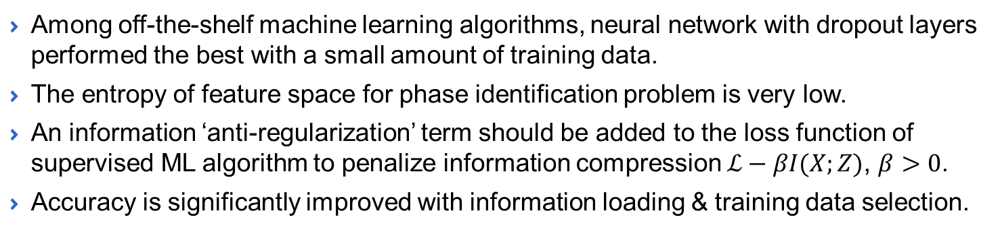 › Among off-the-shelf machine learning algorithms, neural network with dropout layers
performed the best with a small amount of training data.
› The entropy of feature space for phase identification problem is very low.
› An information ‘anti-regularization’ term should be added to the loss function of
supervised ML algorithm to penalize information compression ℒ − 𝛽𝐼(𝑋; 𝑍), 𝛽 > 0.
› Accuracy is significantly improved with information loading & training data selection.